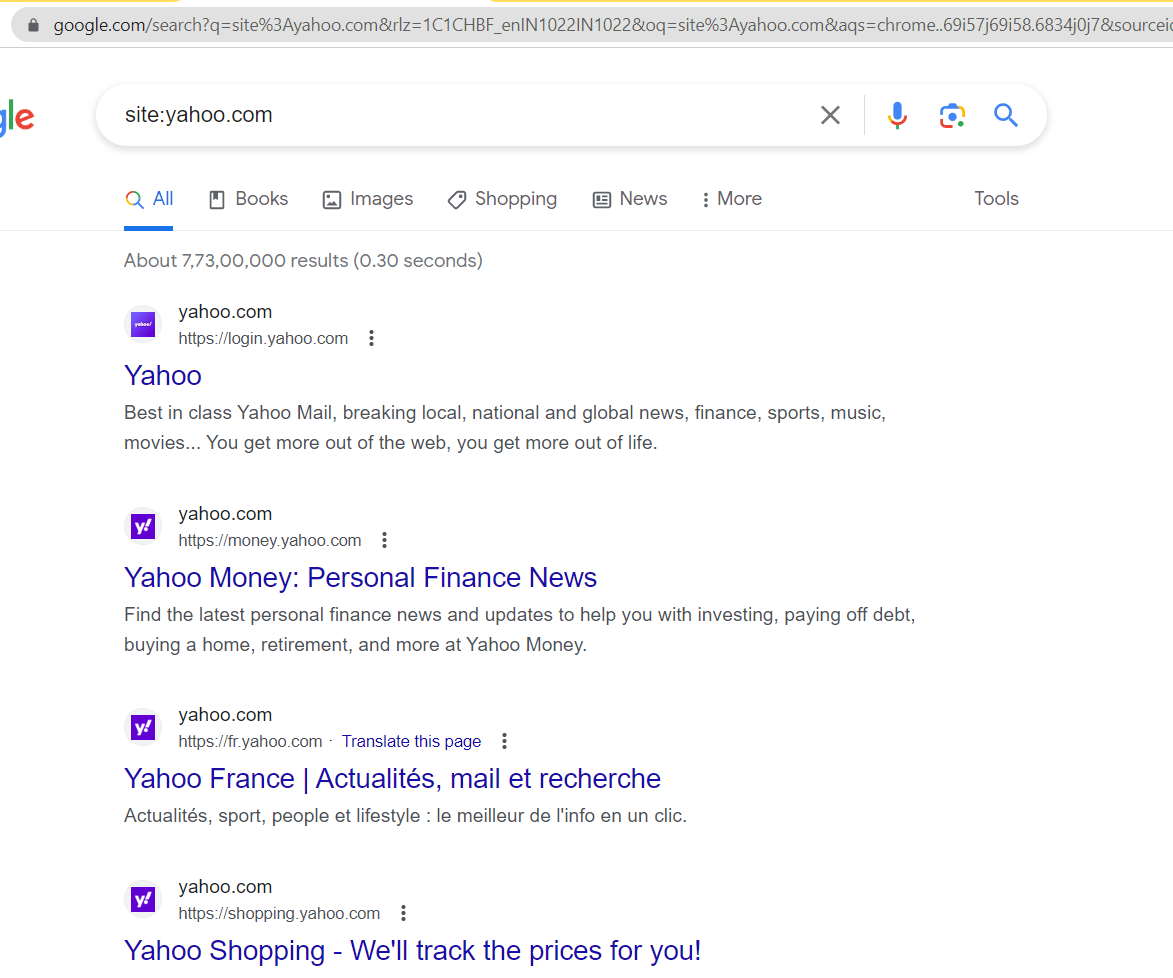 google.com/search?q=site%3Ayahoo.com&rlz=1C1CHBF_enIN1022IN1022&oq=site%3Ayahoo.com&aqs=chrome..69i57j69i58.6834j0j7&sourceid
gle
site:yahoo.com
All Books Images Shopping News More Tools
About 7,73,00,000 results (0.30 seconds)
yahoo!
yahoo.com
https://login.yahoo.com
Yahoo
Best in class Yahoo Mail, breaking local, national and global news, finance, sports, music,
movies... You get more out of the web, you get more out of life.
y!
yahoo.com
https://money.yahoo.com
Yahoo Money: Personal Finance News
Find the latest personal finance news and updates to help you with investing, paying off debt,
buying a home, retirement, and more at Yahoo Money.
y!
yahoo.com
https://fr.yahoo.com · Translate this page
Yahoo France | Actualités, mail et recherche
Actualités, sport, people et lifestyle : le meilleur de l'info en un clic.
y!
yahoo.com
https://shopping.yahoo.com
Yahoo Shopping - We'll track the prices for you!